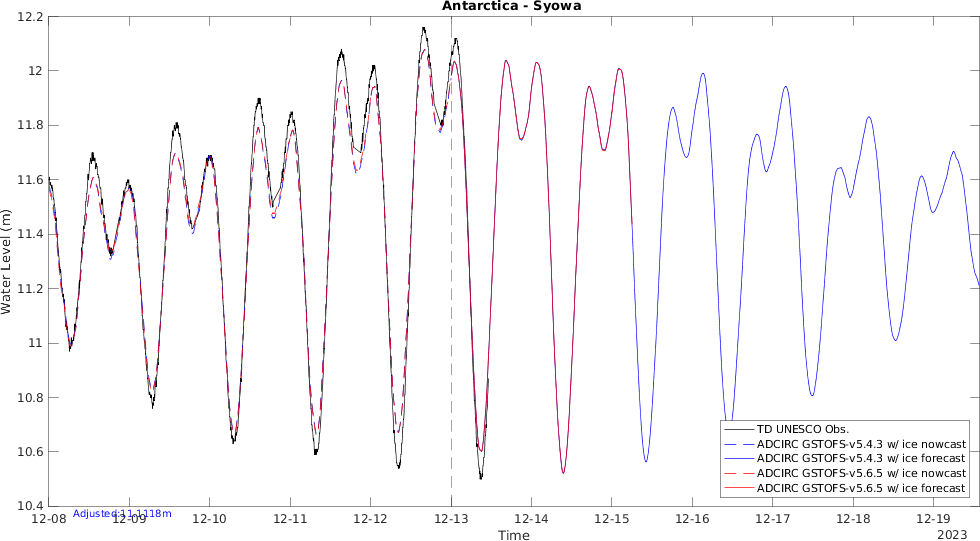 Antarctica - Syowa
12.2
12
11.8
11.6
11.4
11.2
11
10.8
10.6
10.4
Water Level (m)
TD UNESCO Obs.
ADCIRC GSTOFS-v5.4.3 w/ ice nowcast
ADCIRC GSTOFS-v5.4.3 w/ ice forecast
ADCIRC GSTOFS-v5.6.5 w/ ice nowcast
ADCIRC GSTOFS-v5.6.5 w/ ice forecast
Adjusted:11.1118m
12-08 12-09 12-10 12-11 12-12 12-13 12-14 12-15 12-16 12-17 12-18 12-19
Time
2023